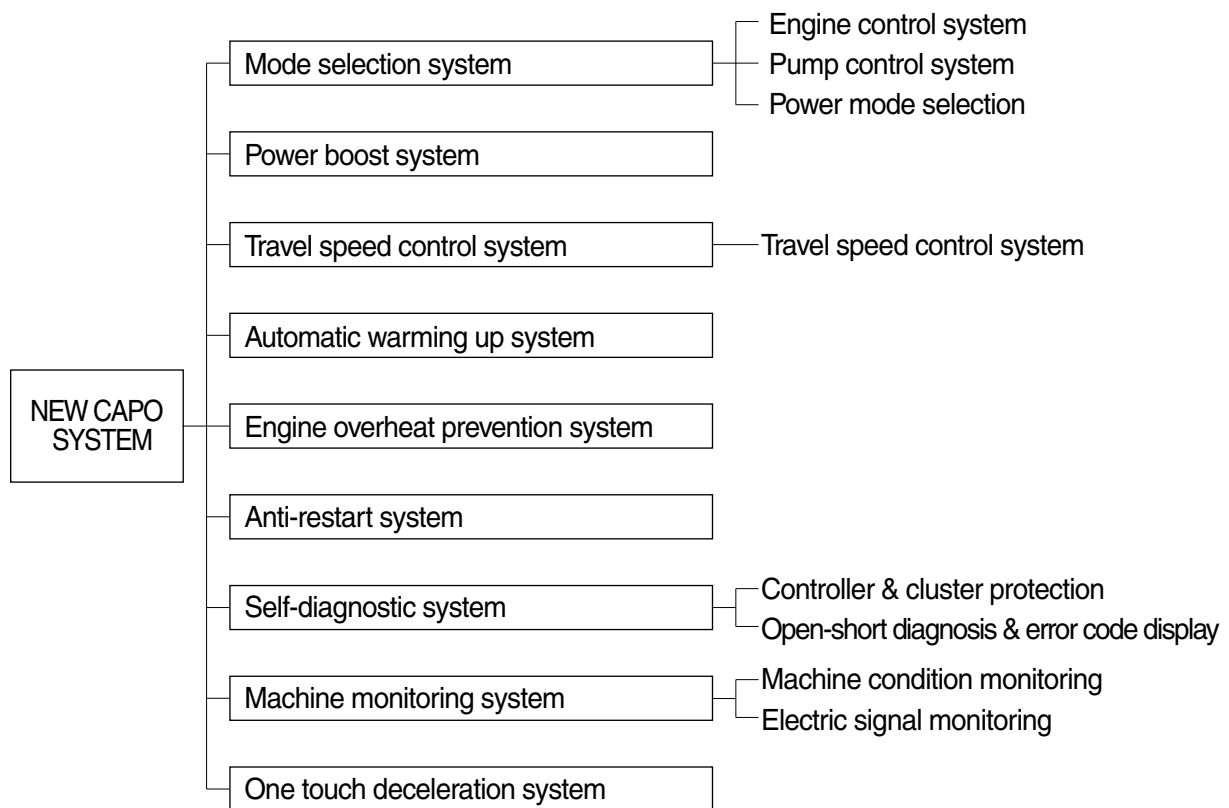 Mode selection system
Engine control system
Pump control system
Power mode selection
Power boost system
Travel speed control system
Travel speed control system
Automatic warming up system
NEW CAPO
SYSTEM
Engine overheat prevention system
Anti-restart system
Self-diagnostic system
Controller & cluster protection
Open-short diagnosis & error code display
Machine monitoring system
Machine condition monitoring
Electric signal monitoring
One touch deceleration system